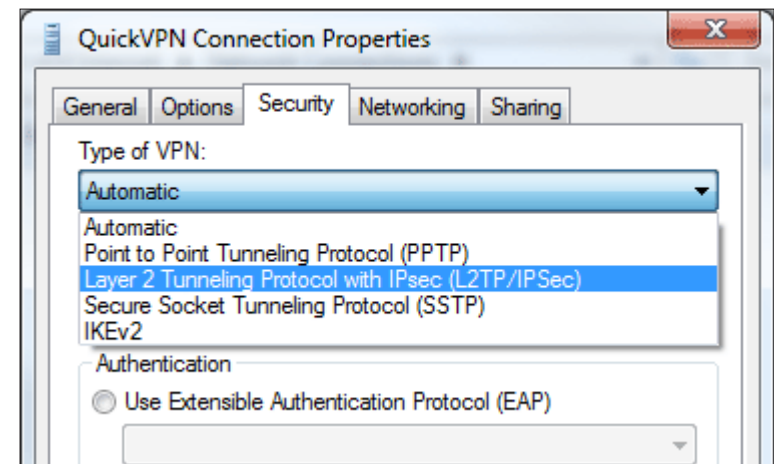 QuickVPN Connection Properties
General Options Security Networking Sharing
Type of VPN:
Automatic
Automatic
Point to Point Tunneling Protocol (PPTP)
Layer 2 Tunneling Protocol with IPsec (L2TP/IPSec)
Secure Socket Tunneling Protocol (SSTP)
IKEv2
Authentication
Use Extensible Authentication Protocol (EAP)